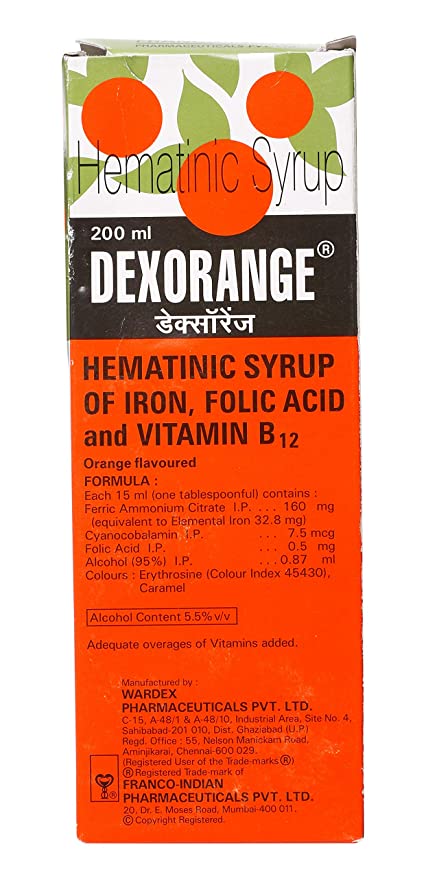 PHARMACEUTICALS PVT.
Hematinic Syrup
200 ml
DEXORANGE®
डेक्सॉरेंज
HEMATINIC SYRUP
OF IRON, FOLIC ACID
and VITAMIN B12
Orange flavoured
FORMULA :
Each 15 ml (one tablespoonful) contains :
Ferric Ammonium Citrate I.P. ... 160 mg
(equivalent to Elemental Iron 32.8 mg)
Cyanocobalamin I.P. ... 7.5 mcg
Folic Acid I.P. ... 0.5 mg
Alcohol (95%) I.P. ...0.87 ml
Colours : Erythrosine (Colour Index 45430),
Caramel
Alcohol Content 5.5% v/v
Adequate overages of Vitamins added.
Manufactured by :
WARDEX
PHARMACEUTICALS PVT. LTD.
C-15, A-48/1 & A-48/10, Industrial Area, Site No. 4,
Sahibabad-201 010, Dist. Ghaziabad (U.P.)
Regd. Office : 55, Nelson Manickam Road,
Aminjikarai, Chennai-600 029.
(Registered User of the Trade-marks ®)
® Registered Trade-mark of
FRANCO-INDIAN
PHARMACEUTICALS PVT. LTD.
20, Dr. E. Moses Road, Mumbai-400 011.
© Copyright Registered.